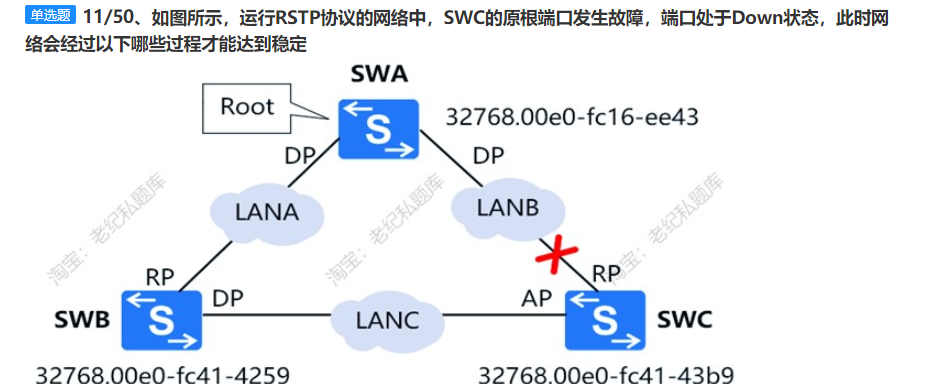 单选题 11/50、如图所示，运行RSTP协议的网络中，SWC的原根端口发生故障，端口处于Down状态，此时网
络会经过以下哪些过程才能达到稳定
SWA
Root
S
32768.00e0-fc16-ee43
DP
DP
淘宝：老纪私题库
淘宝：老纪私题库
淘宝：老纪私题库
LANA
LANB
RP
RP
DP
AP
SWB
S
LANC
S
SWC
32768.00e0-fc41-4259
32768.00e0-fc41-43b9